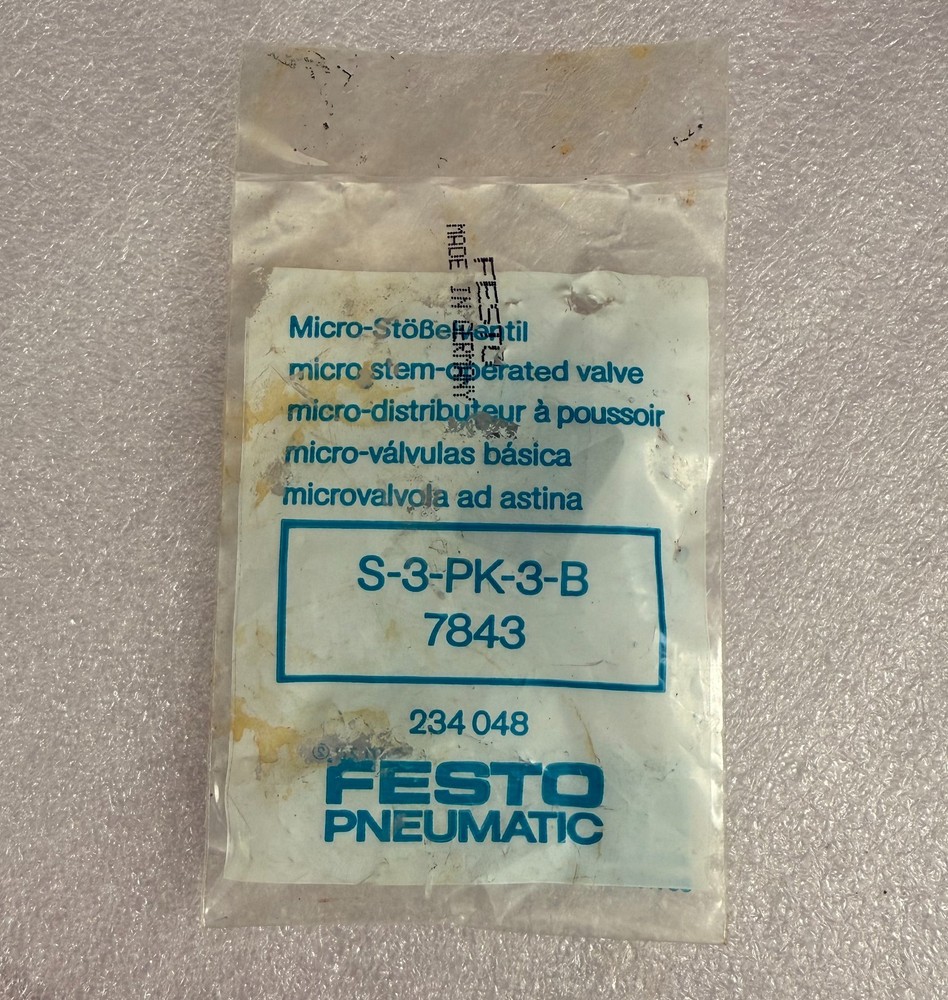 FESTO
MADE IN GERMANY
Micro-Stößelventil
micro stem-operated valve
micro-distributeur à poussoir
micro-válvulas básica
microvalvola ad astina
S-3-PK-3-B
7843
234 048
FESTO
PNEUMATIC